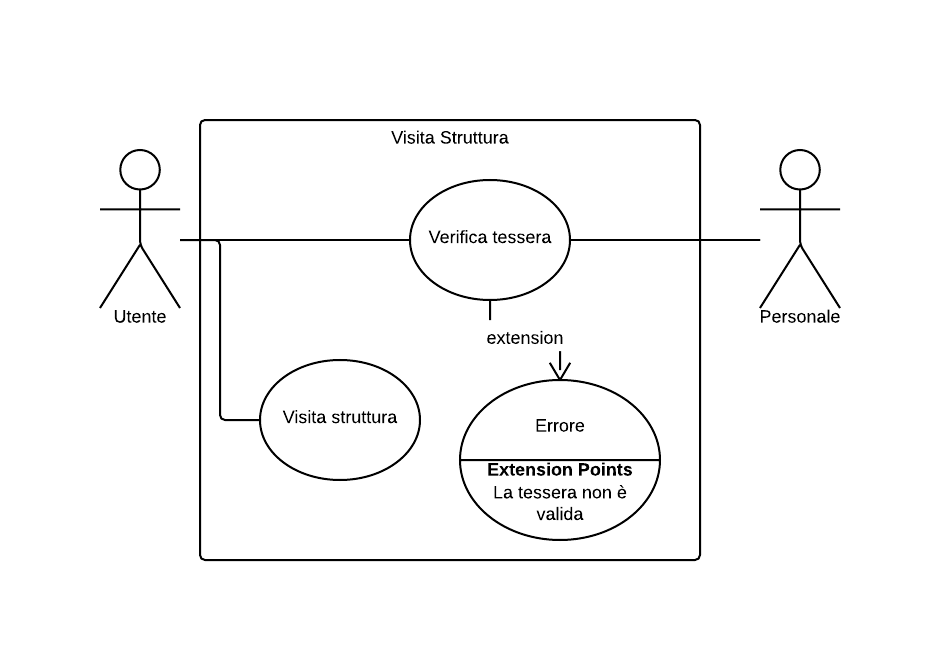 Visita Struttura
Utente
Personale
Verifica tessera
extension
Visita struttura
Errore
Extension Points
La tessera non è
valida